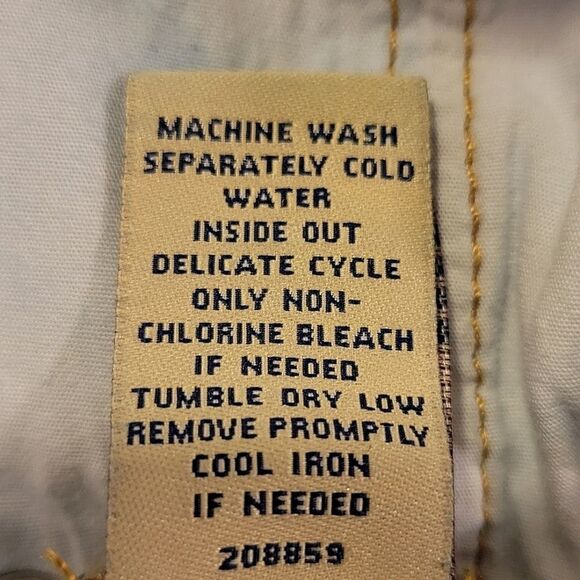 MACHINE WASH
SEPARATELY COLD
WATER
INSIDE OUT
DELICATE CYCLE
ONLY NON-
CHLORINE BLEACH
IF NEEDED
TUMBLE DRY LOW
REMOVE PROMPTLY
COOL IRON
IF NEEDED
208859